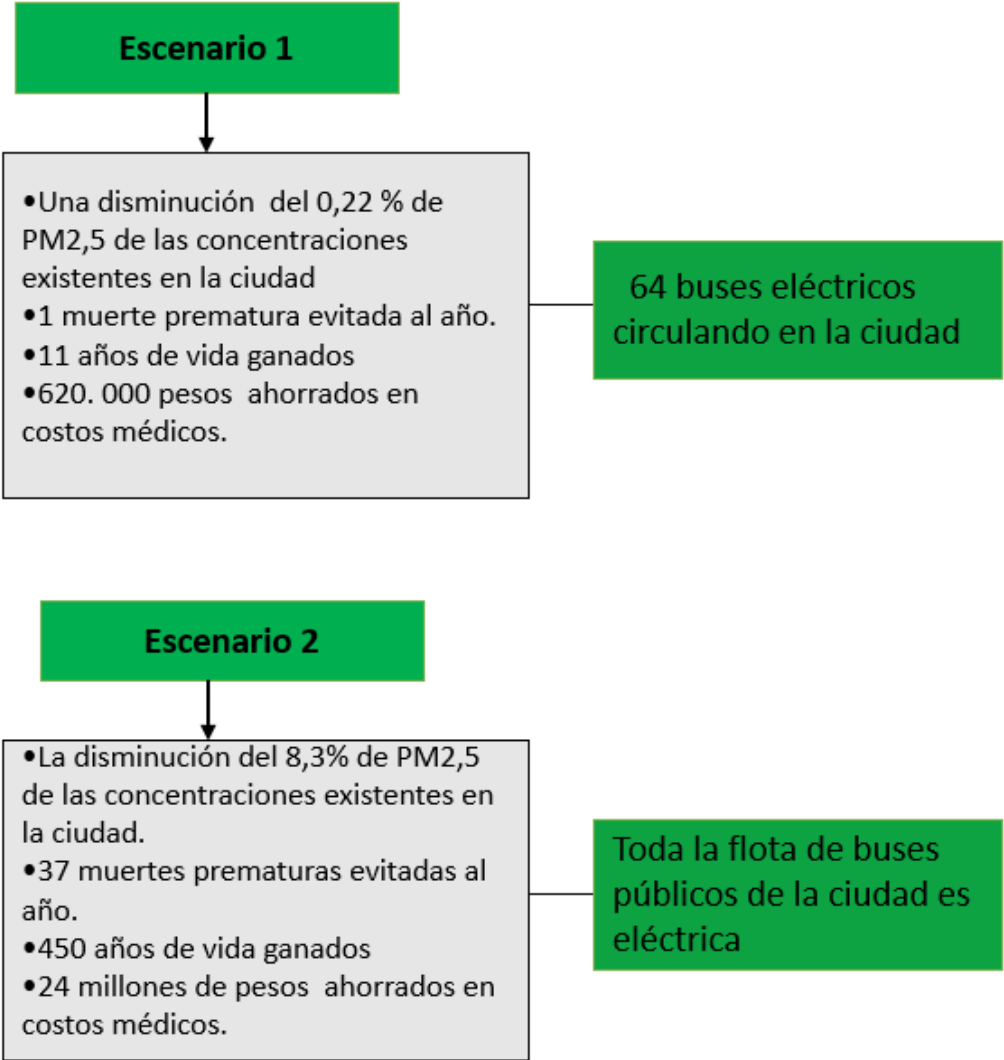 Escenario 1
•Una disminución del 0,22 % de
PM2,5 de las concentraciones
existentes en la ciudad
•1 muerte prematura evitada al año.
•11 años de vida ganados
•620. 000 pesos ahorrados en
costos médicos.
64 buses eléctricos
circulando en la ciudad
Escenario 2
•La disminución del 8,3% de PM2,5
de las concentraciones existentes en
la ciudad.
•37 muertes prematuras evitadas al
año.
•450 años de vida ganados
•24 millones de pesos ahorrados en
costos médicos.
Toda la flota de buses
públicos de la ciudad es
eléctrica